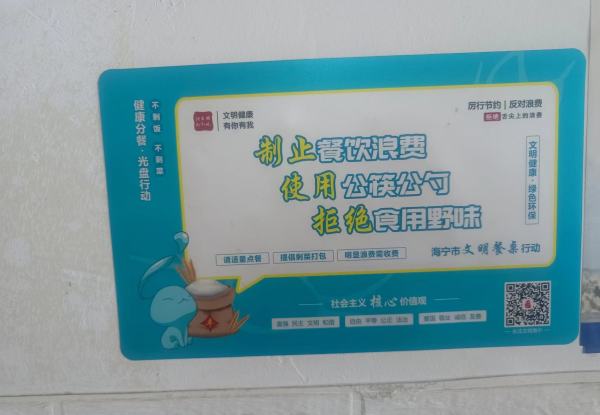 文明健康
有你有我
厉行节约 反对浪费
拒绝 舌尖上的浪费
不剩饭 不剩菜
健康分餐·光盘行动
制止餐饮浪费
使用公筷公勺
拒绝食用野味
文明健康·绿色环保
请适量点餐 提倡剩菜打包 明显浪费需收费
海宁市文明餐桌行动
社会主义核心价值观
富强 民主 文明 和谐 自由 平等 公正 法治 爱国 敬业 诚信 友善